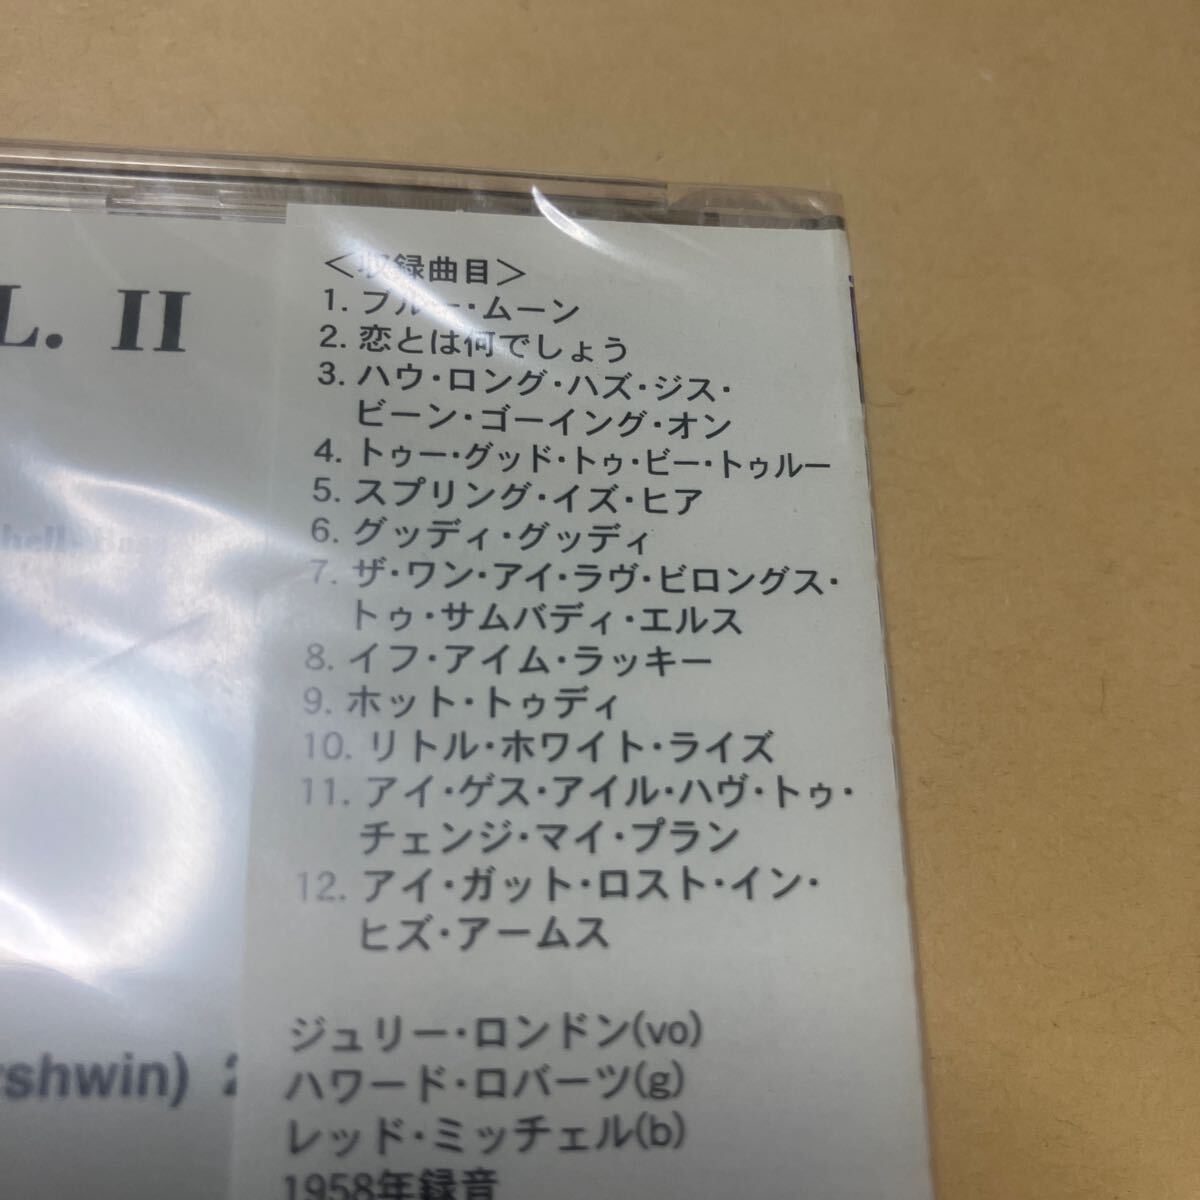 L. II
<収録曲目>
1. ブルー・ムーン
2. 恋とは何でしょう
3. ハウ・ロング・ハズ・ジス・
ビーン・ゴーイング・オン
4. トゥー・グッド・トゥ・ビー・トゥルー
5. スプリング・イズ・ヒア
6. グッディ・グッディ
7. ザ・ワン・アイ・ラヴ・ビロングス・
トゥ・サムバディ・エルス
8. イフ・アイム・ラッキー
9. ホット・トゥディ
10. リトル・ホワイト・ライズ
11. アイ・ゲス・アイル・ハヴ・トゥ・
チェンジ・マイ・プラン
12. アイ・ガット・ロスト・イン・
ヒズ・アームス
ジュリー・ロンドン(vo)
ハワード・ロバーツ(g)
レッド・ミッチェル(b)
1958年録音
hell, Bass
rshwin) 2